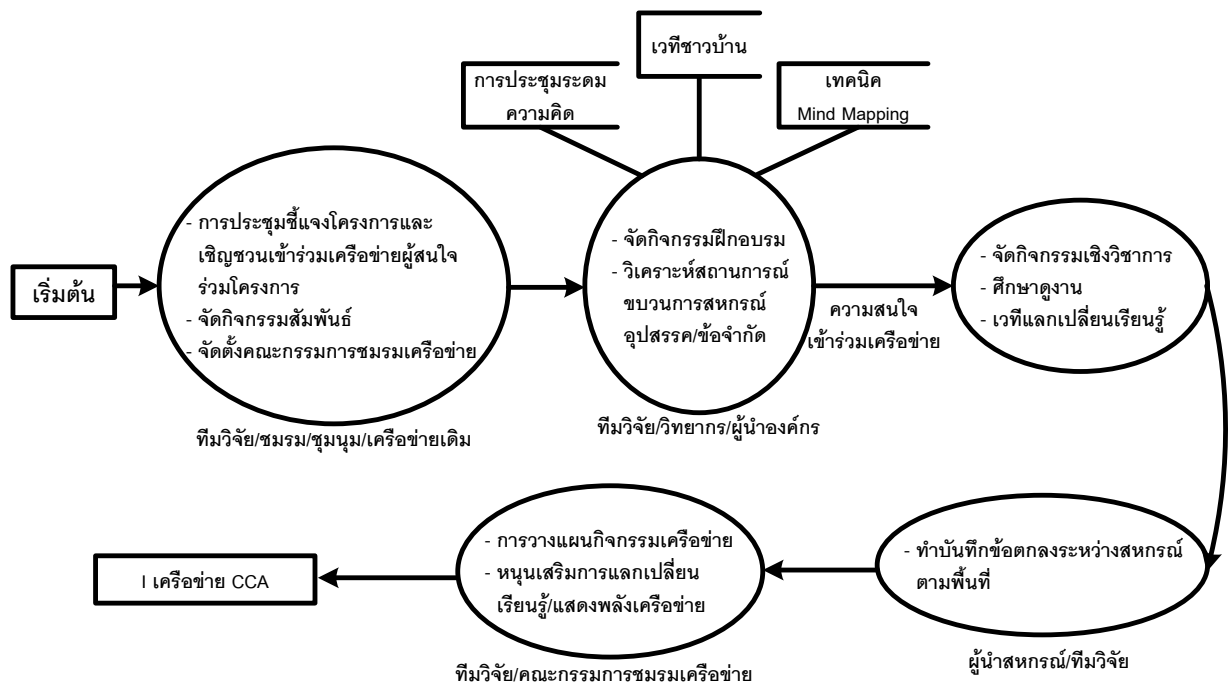 เวทีชาวบ้าน
การประชุมระดม
ความคิด
เทคนิค
Mind Mapping
เริ่มต้น
- การประชุมชี้แจงโครงการและ
เชิญชวนเข้าร่วมเครือข่ายผู้สนใจ
ร่วมโครงการ
- จัดกิจกรรมสัมพันธ์
- จัดตั้งคณะกรรมการชมรมเครือข่าย
ทีมวิจัย/ชมรม/ชุมนุม/เครือข่ายเดิม
- จัดกิจกรรมฝึกอบรม
- วิเคราะห์สถานการณ์
ขบวนการสหกรณ์
อุปสรรค/ข้อจำกัด
ทีมวิจัย/วิทยากร/ผู้นำองค์กร
ความสนใจ
เข้าร่วมเครือข่าย
- จัดกิจกรรมเชิงวิชาการ
- ศึกษาดูงาน
- เวทีแลกเปลี่ยนเรียนรู้
- ทำบันทึกข้อตกลงระหว่างสหกรณ์
ตามพื้นที่
ผู้นำสหกรณ์/ทีมวิจัย
- การวางแผนกิจกรรมเครือข่าย
- หนุนเสริมการแลกเปลี่ยน
เรียนรู้/แสดงพลังเครือข่าย
ทีมวิจัย/คณะกรรมการชมรมเครือข่าย
I เครือข่าย CCA